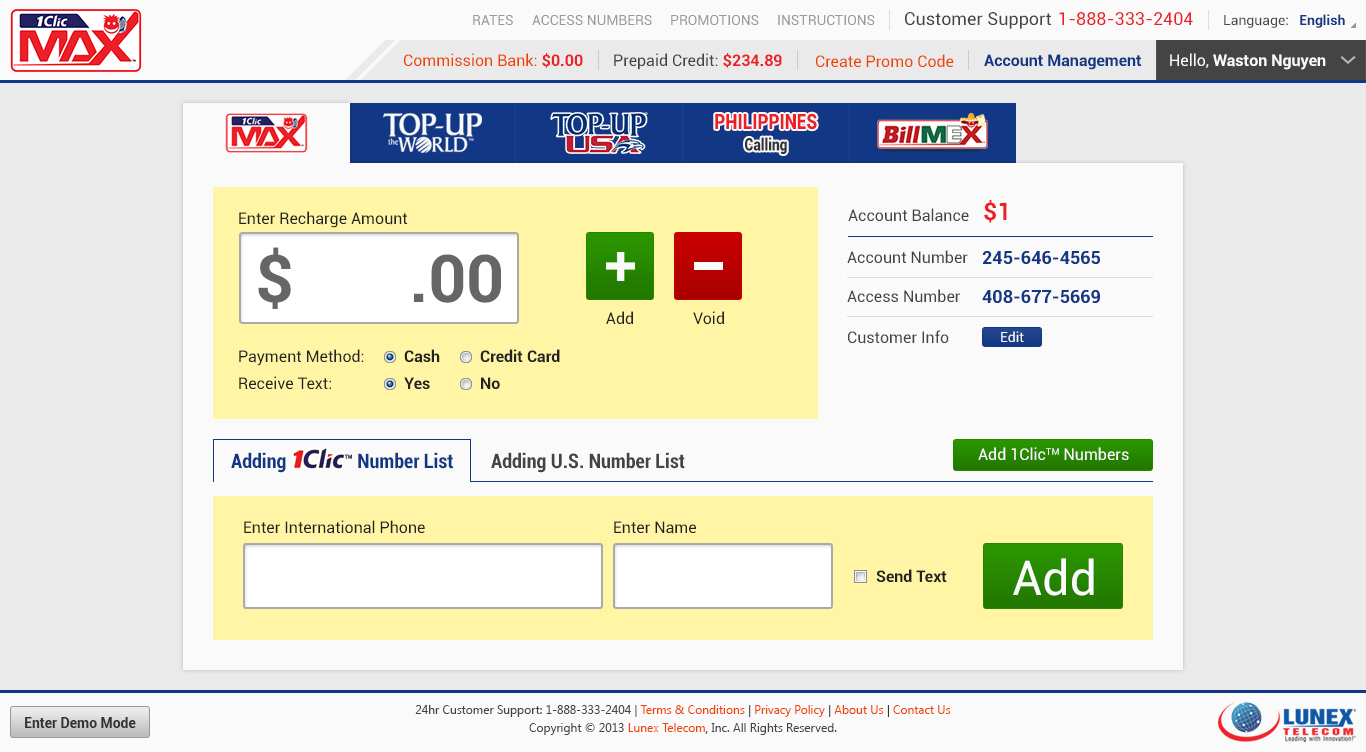 1Clic
MAX
RATES ACCESS NUMBERS PROMOTIONS INSTRUCTIONS Customer Support 1-888-333-2404 Language: English
Commission Bank: $0.00 Prepaid Credit: $234.89 Create Promo Code Account Management Hello, Waston Nguyen
1Clic
MAX
TOP-UP
the WORLD™
TOP-UP
USA
PHILIPPINES
Calling
BillMEX
Enter Recharge Amount
$ .00
+
−
Add Void
Payment Method: Cash Credit Card
Receive Text: Yes No
Account Balance $1
Account Number 245-646-4565
Access Number 408-677-5669
Customer Info Edit
Adding 1Clic™ Number List Adding U.S. Number List Add 1Clic™ Numbers
Enter International Phone Enter Name
Send Text Add
Enter Demo Mode
24hr Customer Support: 1-888-333-2404 | Terms & Conditions | Privacy Policy | About Us | Contact Us
Copyright © 2013 Lunex Telecom, Inc. All Rights Reserved.
LUNEX
TELECOM
Leading with Innovation!